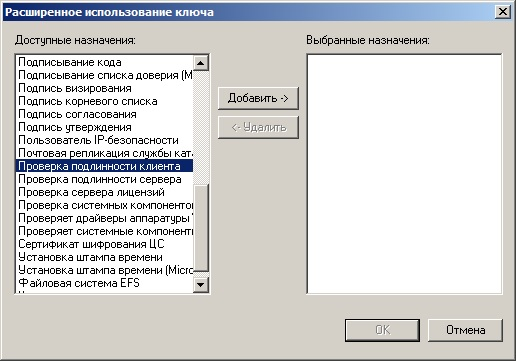 Расширенное использование ключа
Доступные назначения:
Выбранные назначения:
Подписывание кода
Подписывание списка доверия (M
Подпись визирования
Подпись корневого списка
Подпись согласования
Подпись утверждения
Пользователь IP-безопасности
Почтовая репликация службы ката
Проверка подлинности клиента
Проверка подлинности сервера
Проверка сервера лицензий
Проверка системных компонентов
Проверяет драйверы аппаратуры
Проверяет системные компоненты
Сертификат шифрования ЦС
Установка штампа времени
Установка штампа времени (Micro
Файловая система EFS
Добавить ->
<- Удалить
OK
Отмена